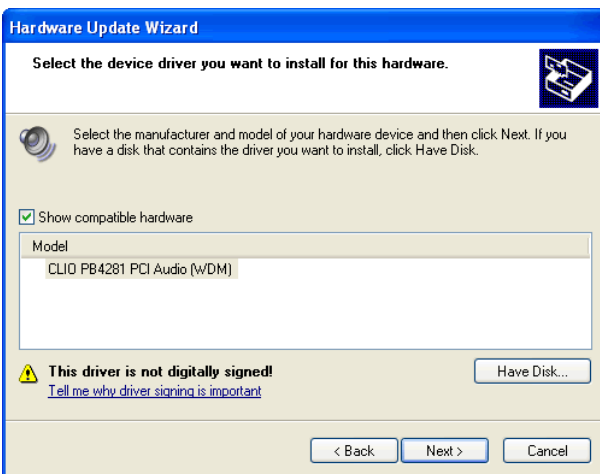 Hardware Update Wizard
Select the device driver you want to install for this hardware.
Select the manufacturer and model of your hardware device and then click Next. If you
have a disk that contains the driver you want to install, click Have Disk.
Show compatible hardware
Model
CLIO PB4281 PCI Audio (WDM)
This driver is not digitally signed!
Have Disk...
Tell me why driver signing is important
< Back
Next >
Cancel